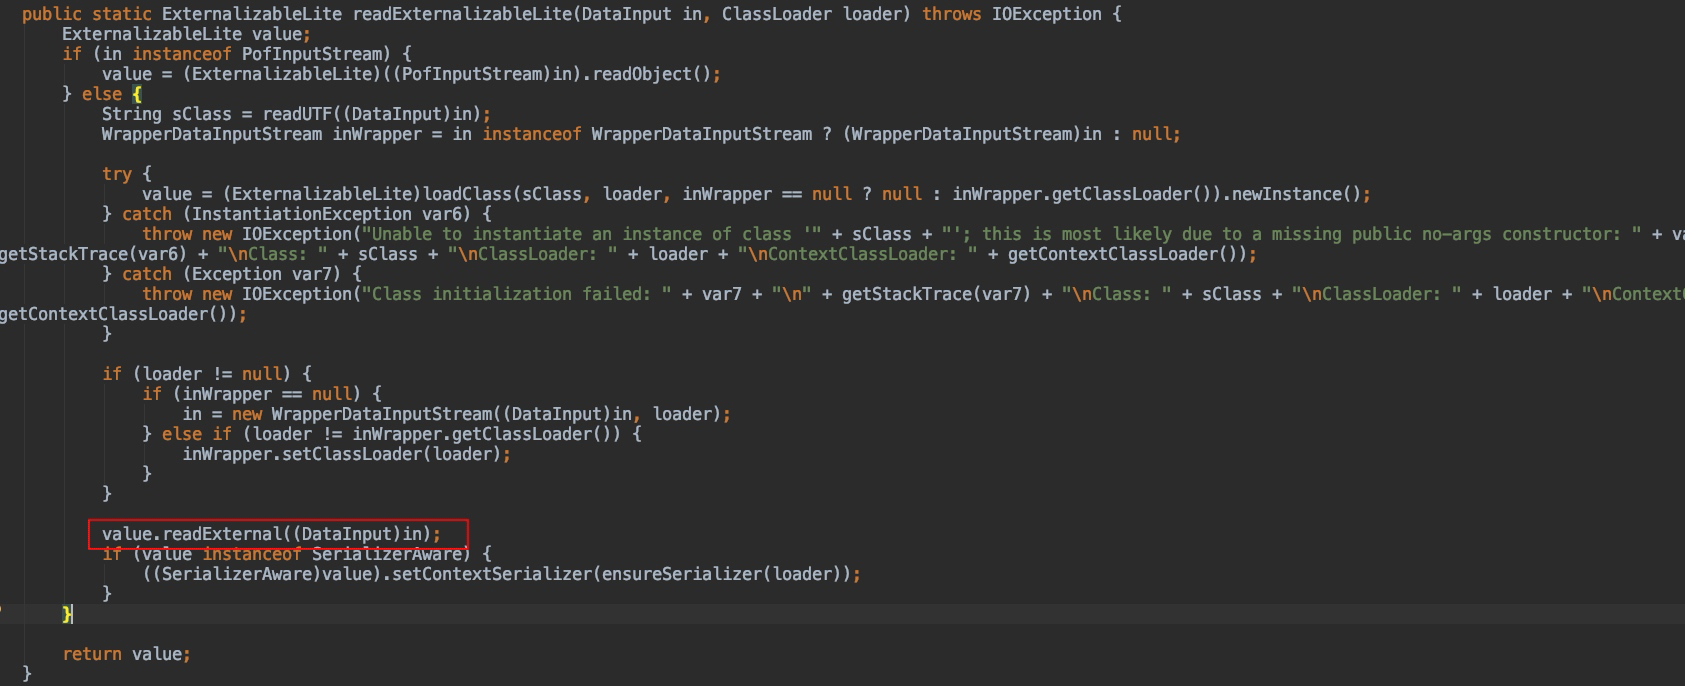 public static ExternalizableLite readExternalizableLite(DataInput in, ClassLoader loader) throws IOException {
ExternalizableLite value;
if (in instanceof PofInputStream) {
value = (ExternalizableLite)((PofInputStream)in).readObject();
} else {
String sClass = readUTF((DataInput)in);
WrapperDataInputStream inWrapper = in instanceof WrapperDataInputStream ? (WrapperDataInputStream)in : null;
try {
value = (ExternalizableLite)loadClass(sClass, loader, inWrapper == null ? null : inWrapper.getClassLoader()).newInstance();
} catch (InstantiationException var6) {
throw new IOException("Unable to instantiate an instance of class '" + sClass + "'; this is most likely due to a missing public no-args constructor: " + va
getStackTrace(var6) + "\nClass: " + sClass + "\nClassLoader: " + loader + "\nContextClassLoader: " + getContextClassLoader());
} catch (Exception var7) {
throw new IOException("Class initialization failed: " + var7 + "\n" + getStackTrace(var7) + "\nClass: " + sClass + "\nClassLoader: " + loader + "\nContext
getContextClassLoader());
}
if (loader != null) {
if (inWrapper == null) {
in = new WrapperDataInputStream((DataInput)in, loader);
} else if (loader != inWrapper.getClassLoader()) {
inWrapper.setClassLoader(loader);
}
}
value.readExternal((DataInput)in);
if (value instanceof SerializerAware) {
((SerializerAware)value).setContextSerializer(ensureSerializer(loader));
}
}
return value;
}